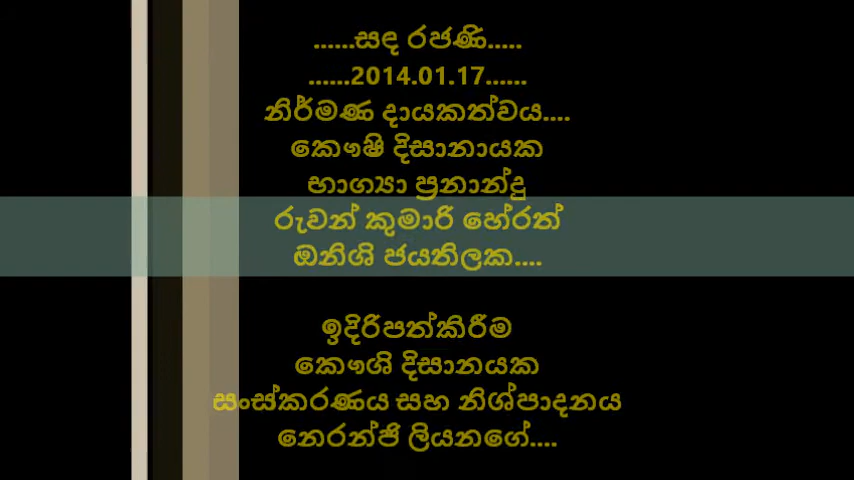 ......සඳ රජණි.....
......2014.01.17......
නිර්මණ දායකත්වය....
කෞෂි දිසානායක
භාග්‍යා ප්‍රනාන්දු
රුවන් කුමාරි හේරත්
ඔනිශි ජයතිලක....
ඉදිරිපත්කිරීම
කෞශි දිසානයක
සංස්කරණය සහ නිශ්පාදනය
නෙරන්ජි ලියනගේ....